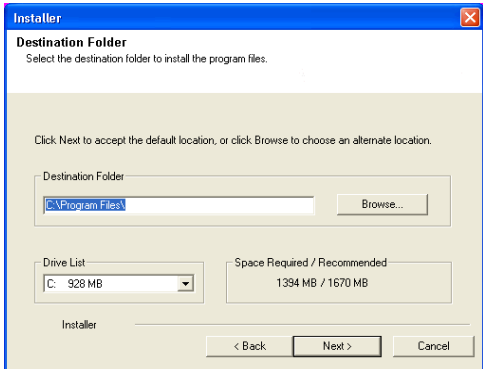 Installer
Destination Folder
Select the destination folder to install the program files.
Click Next to accept the default location, or click Browse to choose an alternate location.
Destination Folder
C:\Program Files\
Browse...
Drive List
C: 928 MB
Space Required / Recommended
1394 MB / 1670 MB
Installer
< Back
Next >
Cancel